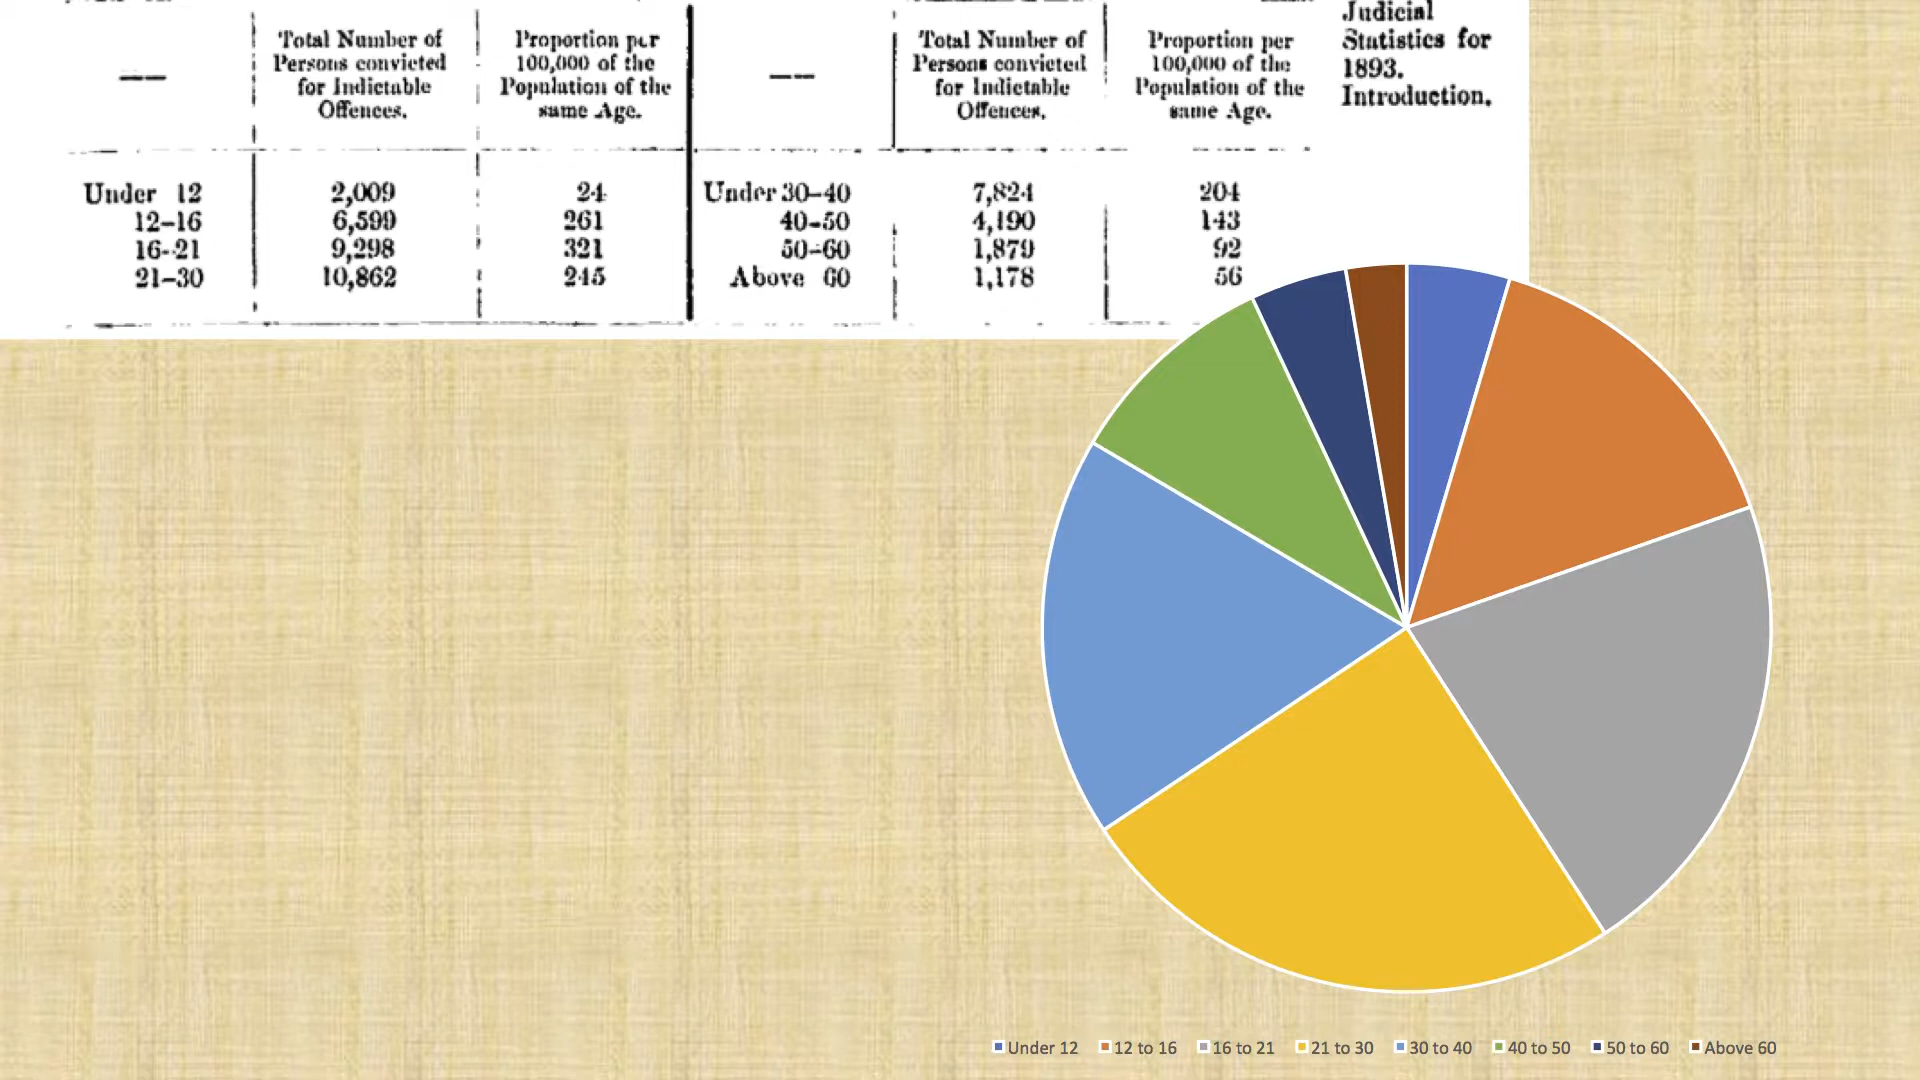 Total Number of
Persons convicted
for Indictable
Offences.
Proportion per
100,000 of the
Population of the
same Age.
Total Number of
Persons convicted
for Indictable
Offences.
Proportion per
100,000 of the
Population of the
same Age.
Judicial
Statistics for
1893.
Introduction.
Under 12 2,009 24 Under 30–40 7,824 204
12–16 6,599 261 40–50 4,190 143
16–21 9,298 321 50–60 1,879 92
21–30 10,862 245 Above 60 1,178 56
Under 12 12 to 16 16 to 21 21 to 30 30 to 40 40 to 50 50 to 60 Above 60